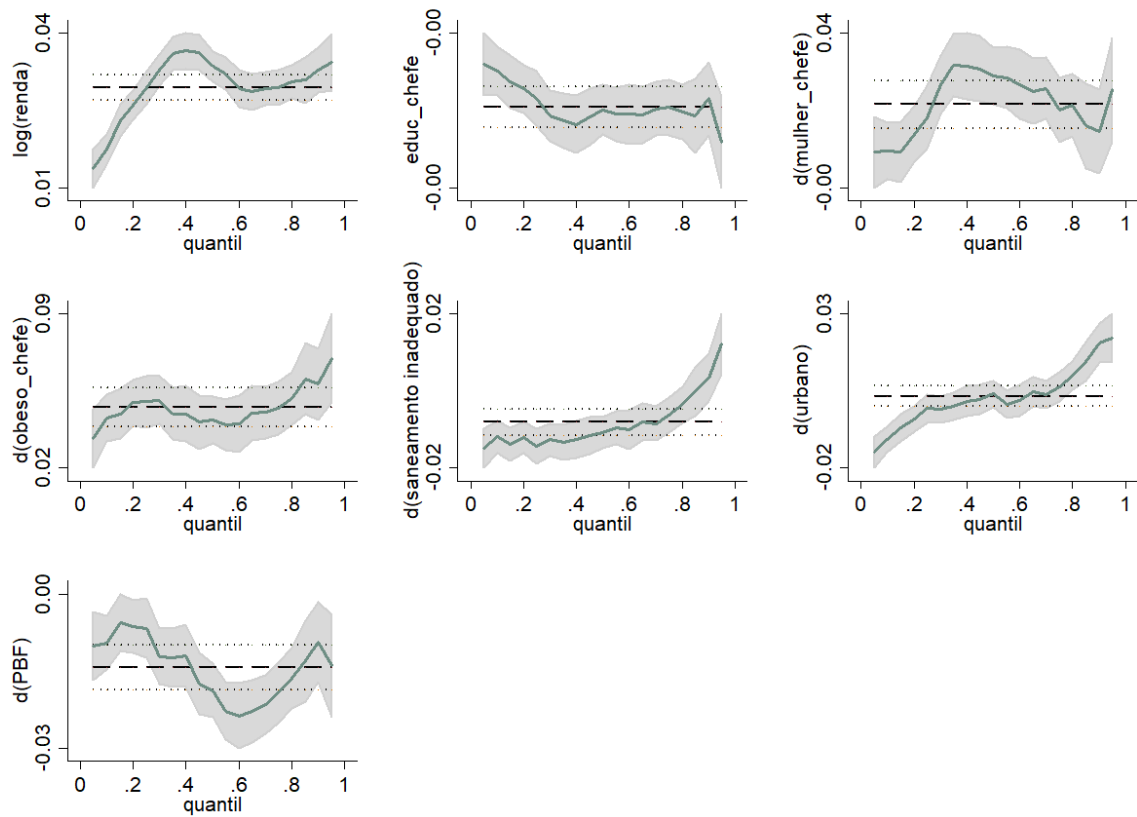 log(renda)
0.04
0.01
0 .2 .4 .6 .8 1
quantil
educ_chefe
-0.00
-0.00
0 .2 .4 .6 .8 1
quantil
d(mulher_chefe)
0.04
-0.00
0 .2 .4 .6 .8 1
quantil
d(obeso_chefe)
0.09
0.02
0 .2 .4 .6 .8 1
quantil
d(saneamento inadequado)
0.02
-0.02
0 .2 .4 .6 .8 1
quantil
d(urbano)
0.03
-0.02
0 .2 .4 .6 .8 1
quantil
d(PBF)
0.00
-0.03
0 .2 .4 .6 .8 1
quantil